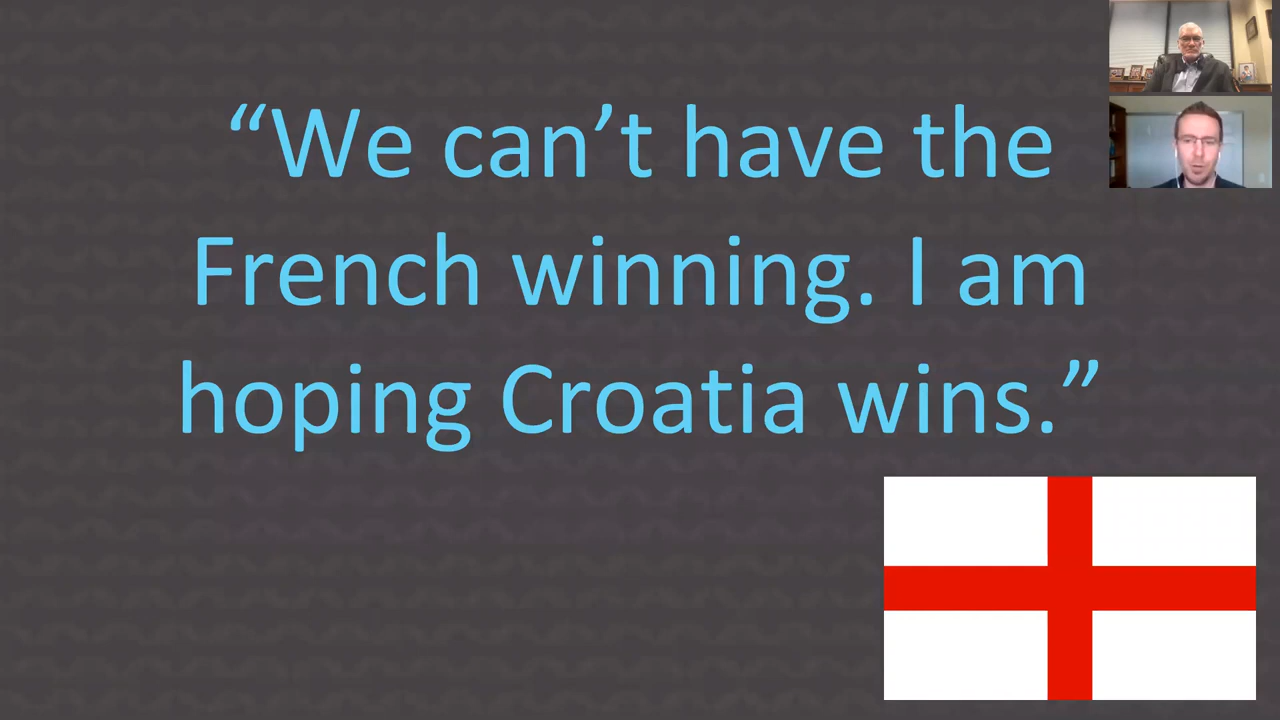 “We can’t have the
French winning. I am
hoping Croatia wins.”